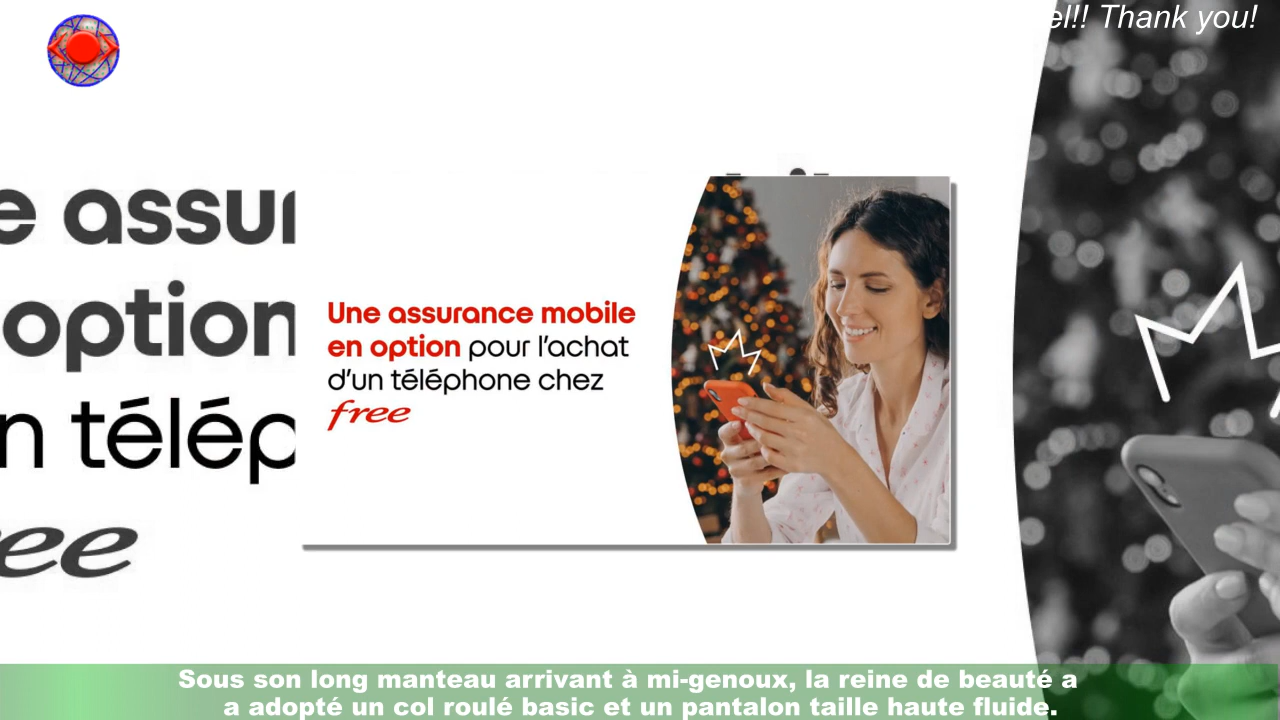 el!! Thank you!
e assur
Une assurance mobile
option
en option pour l'achat
d'un téléphone chez
n télép
free
ee
Sous son long manteau arrivant à mi-genoux, la reine de beauté a
a adopté un col roulé basic et un pantalon taille haute fluide.